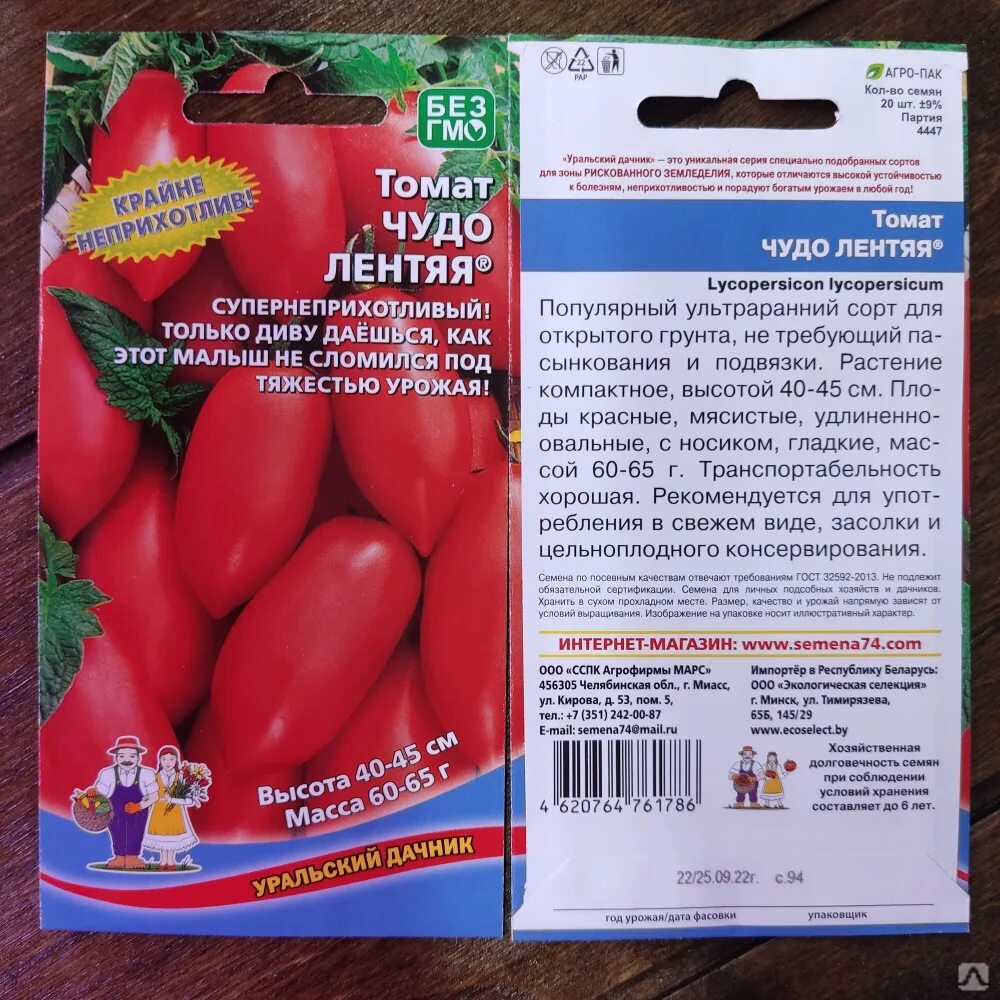 БЕЗ
ГМО
КРАЙНЕ
НЕПРИХОТЛИВ!
Томат
ЧУДО
ЛЕНТЯЯ®
СУПЕРНЕПРИХОТЛИВЫЙ!
ТОЛЬКО ДИВУ ДАЁШЬСЯ, КАК
ЭТОТ МАЛЫШ НЕ СЛОМИЛСЯ ПОД
ТЯЖЕСТЬЮ УРОЖАЯ!
Высота 40-45 см
Масса 60-65 г
УРАЛЬСКИЙ ДАЧНИК
22
PAP
АГРО-ПАК
Кол-во семян
20 шт. ±9%
Партия
4447
«Уральский дачник» – это уникальная серия специально подобранных сортов
для зоны РИСКОВАННОГО ЗЕМЛЕДЕЛИЯ, которые отличаются высокой устойчивостью
к болезням, неприхотливостью и порадуют богатым урожаем в любой год!
Томат
ЧУДО ЛЕНТЯЯ®
Lycopersicon lycopersicum
Популярный ультраранний сорт для
открытого грунта, не требующий па-
сынкования и подвязки. Растение
компактное, высотой 40-45 см. Пло-
ды красные, мясистые, удлиненно-
овальные, с носиком, гладкие, мас-
сой 60-65 г. Транспортабельность
хорошая. Рекомендуется для упот-
ребления в свежем виде, засолки и
цельноплодного консервирования.
Семена по посевным качествам отвечают требованиям ГОСТ 32592-2013. Не подлежит
обязательной сертификации. Семена для личных подсобных хозяйств и дачников.
Хранить в сухом прохладном месте. Размер, качество и урожай напрямую зависят от
условий выращивания. Изображение на упаковке носит иллюстративный характер.
ИНТЕРНЕТ-МАГАЗИН: www.semena74.com
ООО «ССПК Агрофирмы МАРС»
456305 Челябинская обл., г. Миасс,
ул. Кирова, д. 53, пом. 5,
тел.: +7 (351) 242-00-87
E-mail: semena74@mail.ru
Импортёр в Республику Беларусь:
ООО «Экологическая селекция»
г. Минск, ул. Тимирязева,
65Б, 145/29
www.ecoselect.by
4 620764 761786
Хозяйственная
долговечность семян
при соблюдении
условий хранения
составляет до 6 лет.
22/25.09.22г. с.94
год урожая/дата фасовки
упаковщик